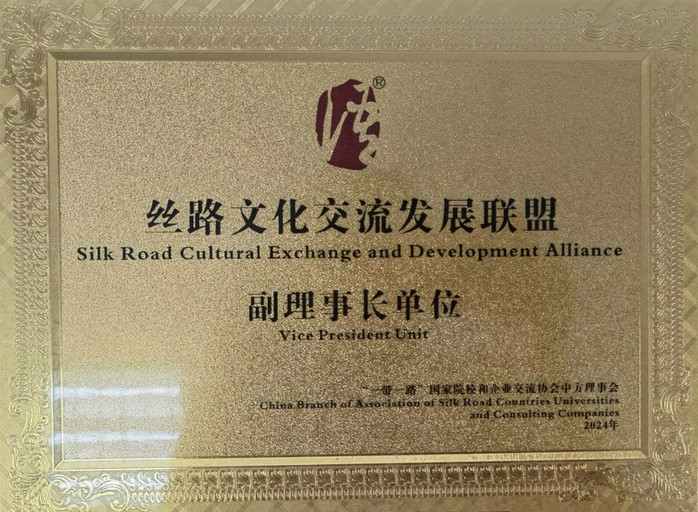 ®
丝路文化交流发展联盟
Silk Road Cultural Exchange and Development Alliance
副理事长单位
Vice President Unit
“一带一路”国家院校和企业交流协会中方理事会
China Branch of Association of Silk Road Countries Universities
and Consulting Companies
2024年